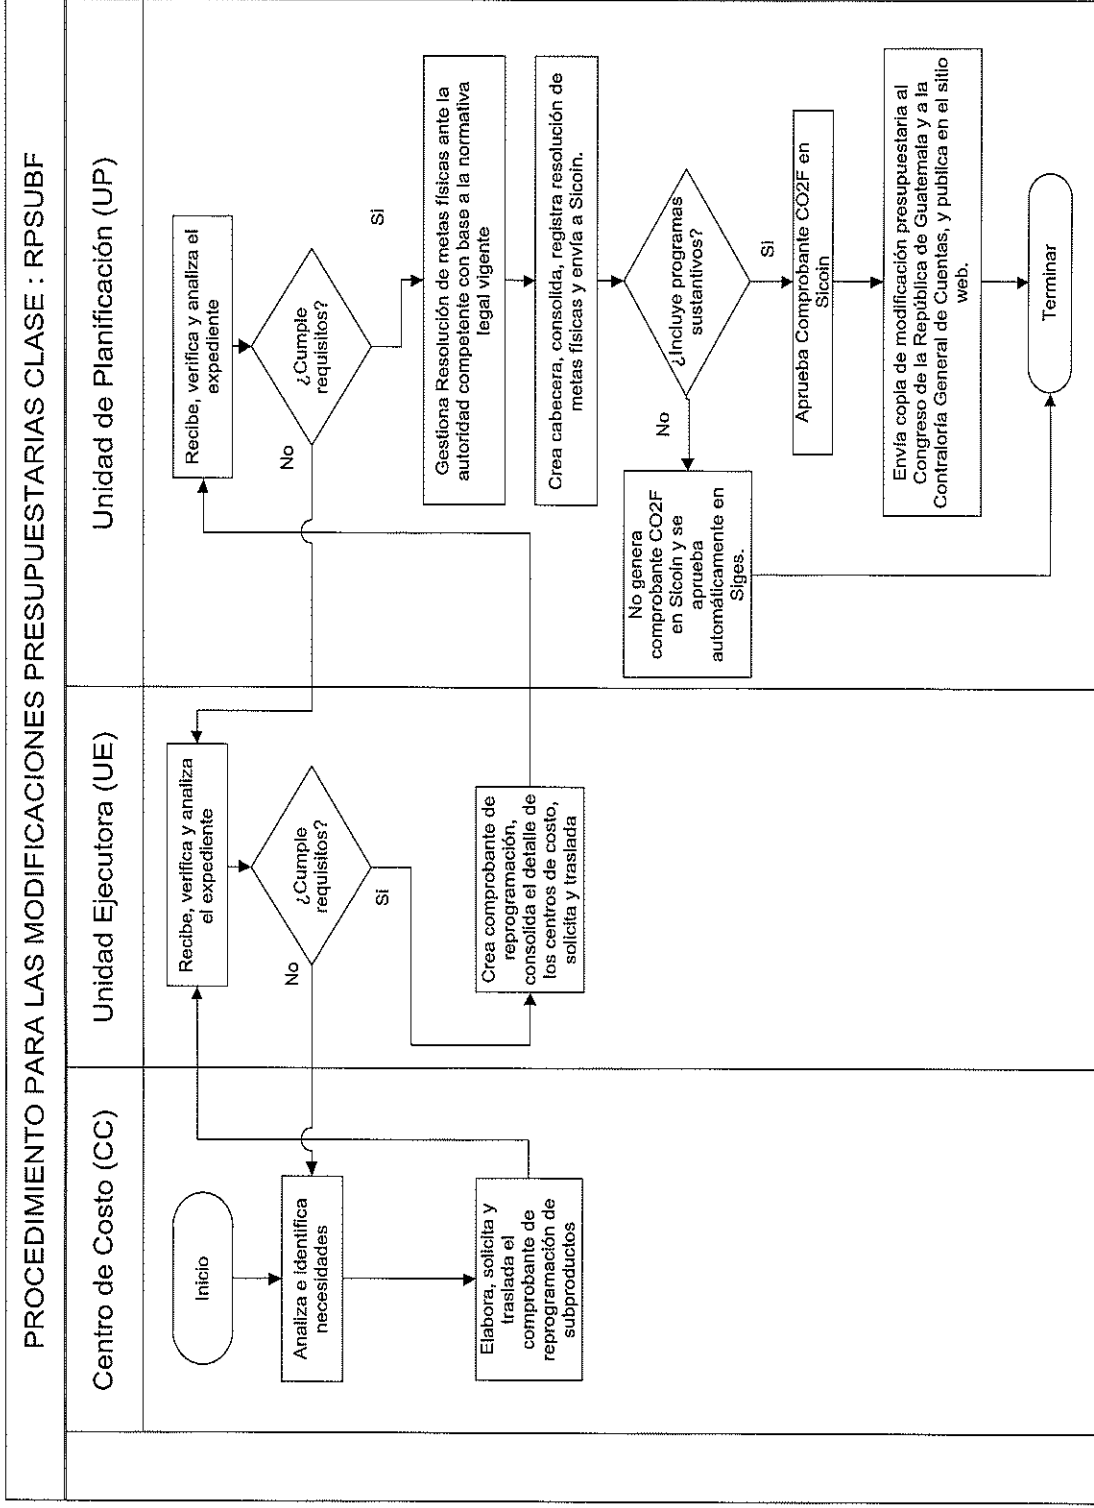 PROCEDIMIENTO PARA LAS MODIFICACIONES PRESUPUESTARIAS CLASE : RPSUBF
Centro de Costo (CC)
Inicio
Analiza e identifica
necesidades
Elabora, solicita y
traslada el
comprobante de
reprogramación de
subproductos
Unidad Ejecutora (UE)
Recibe, verifica y analiza
el expediente
¿Cumple
requisitos?
No
Sí
Crea comprobante de
reprogramación,
consolida el detalle de
los centros de costo,
solicita y traslada
Unidad de Planificación (UP)
Recibe, verifica y analiza el
expediente
¿Cumple
requisitos?
No
Sí
Gestiona Resolución de metas físicas ante la
autoridad competente con base a la normativa
legal vigente
Crea cabecera, consolida, registra resolución de
metas físicas y envía a Sicoin.
¿Incluye programas
sustantivos?
No
Sí
No genera
comprobante CO2F
en Sicoin y se
aprueba
automáticamente en
Siges.
Aprueba Comprobante CO2F en
Sicoin
Envía copia de modificación presupuestaria al
Congreso de la República de Guatemala y a la
Contraloría General de Cuentas, y publica en el sitio
web.
Terminar